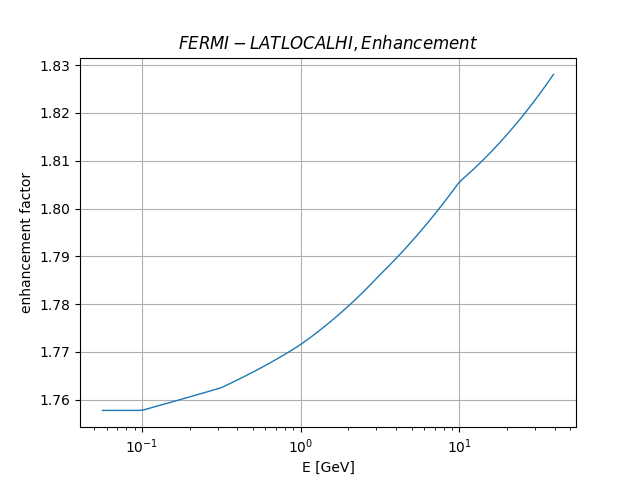 FERMI − LATLOCALHI, Enhancement
1.83
1.82
1.81
1.80
1.79
1.78
1.77
1.76
enhancement factor
10⁻¹ 10⁰ 10¹
E [GeV]